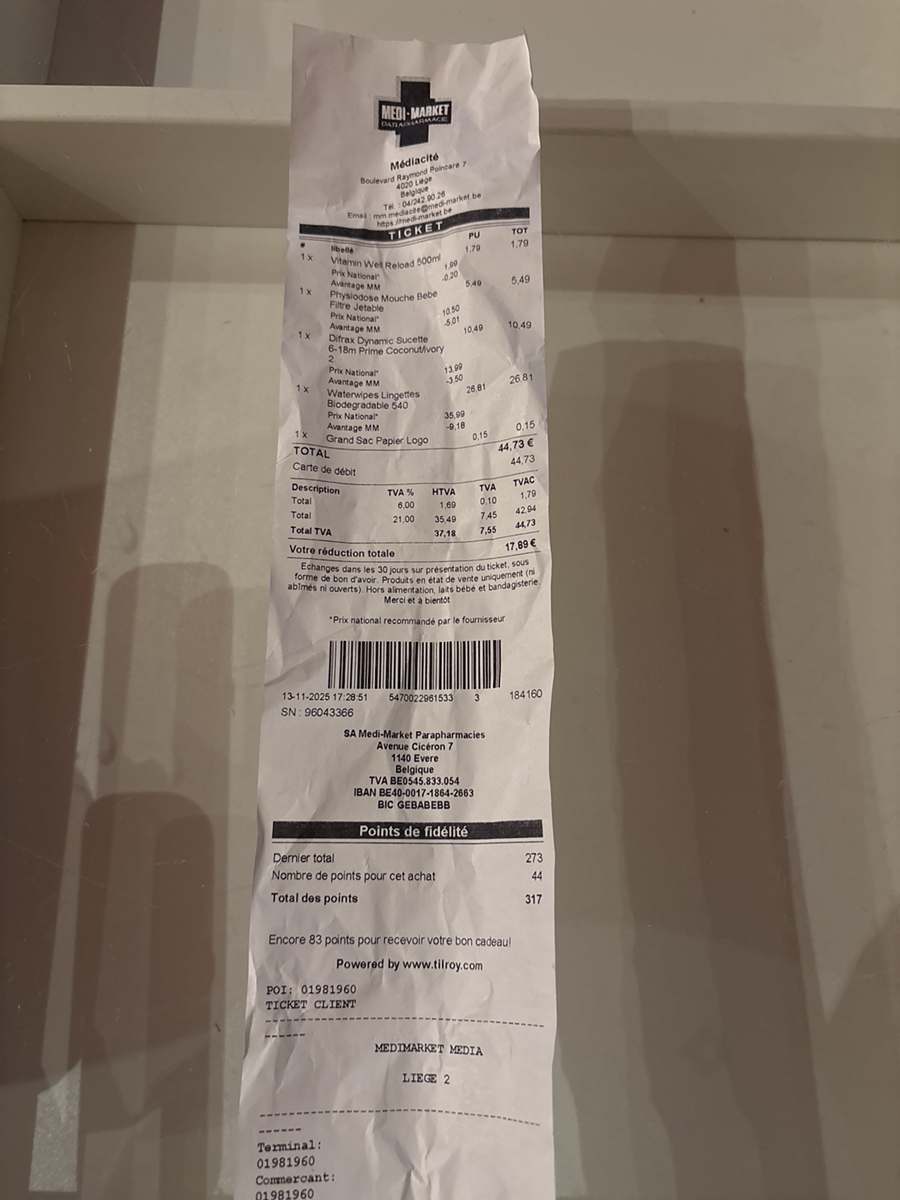 MEDI-MARKET
PARAPHARMACIE
Médiacité
Boulevard Raymond Poincare 7
4020 Liège
Belgique
Tél : 04/242 90 26
Email : mm.mediacite@medi-market.be
https://medi-market.be
TICKET
# libellé PU TOT
1 x Vitamin Well Reload 500ml 1,79 1,79
Prix National* 1,99
Avantage MM -0,20
1 x Physiodose Mouche Bebe 5,49 5,49
Filtre Jetable
Prix National* 10,50
Avantage MM -5,01
1 x Difrax Dynamic Sucette 10,49 10,49
6-18m Prime Coconut/Ivory
2
Prix National* 13,99
Avantage MM -3,50
1 x Waterwipes Lingettes 26,81 26,81
Biodegradable 540
Prix National* 35,99
Avantage MM -9,18
1 x Grand Sac Papier Logo 0,15 0,15
TOTAL 44,73 €
Carte de débit 44,73
Description TVA % HTVA TVA TVAC
Total 6,00 1,69 0,10 1,79
Total 21,00 35,49 7,45 42,94
Total TVA 37,18 7,55 44,73
Votre réduction totale 17,89 €
Echanges dans les 30 jours sur présentation du ticket, sous
forme de bon d'avoir. Produits en état de vente uniquement (ni
abîmés ni ouverts). Hors alimentation, laits bébé et bandagisterie
Merci et à bientôt
*Prix national recommandé par le fournisseur
13-11-2025 17:28:51 5470022961533 3 184160
SN : 96043366
SA Medi-Market Parapharmacies
Avenue Cicéron 7
1140 Evere
Belgique
TVA BE0545.833.054
IBAN BE40-0017-1864-2663
BIC GEBABEBB
Points de fidélité
Dernier total 273
Nombre de points pour cet achat 44
Total des points 317
Encore 83 points pour recevoir votre bon cadeau!
Powered by www.tilroy.com
POI: 01981960
TICKET CLIENT
MEDIMARKET MEDIA
LIEGE 2
Terminal:
01981960
Commercant:
01981960